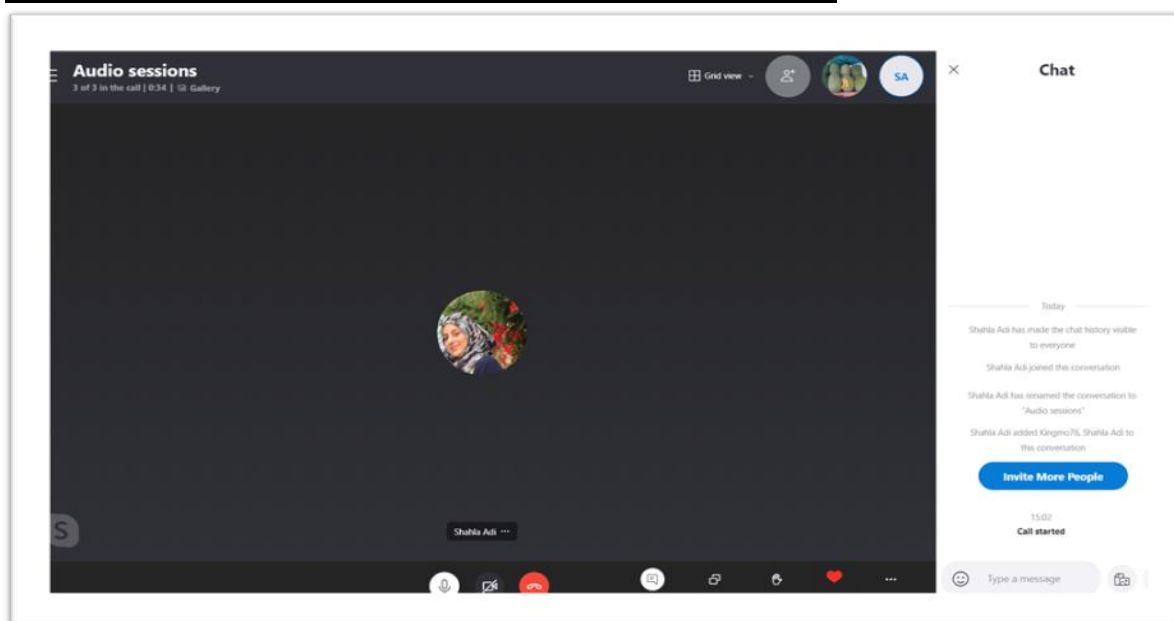 Audio sessions
3 of 3 in the call | 0:34 | Gallery
Grid view
SA
Chat
Today
Shahla Adi has made the chat history visible
to everyone
Shahla Adi joined this conversation
Shahla Adi has renamed the conversation to
"Audio sessions"
Shahla Adi added Kingmo76, Shahla Adi to
this conversation
Invite More People
15:02
Call started
S
Shahla Adi ···
Type a message